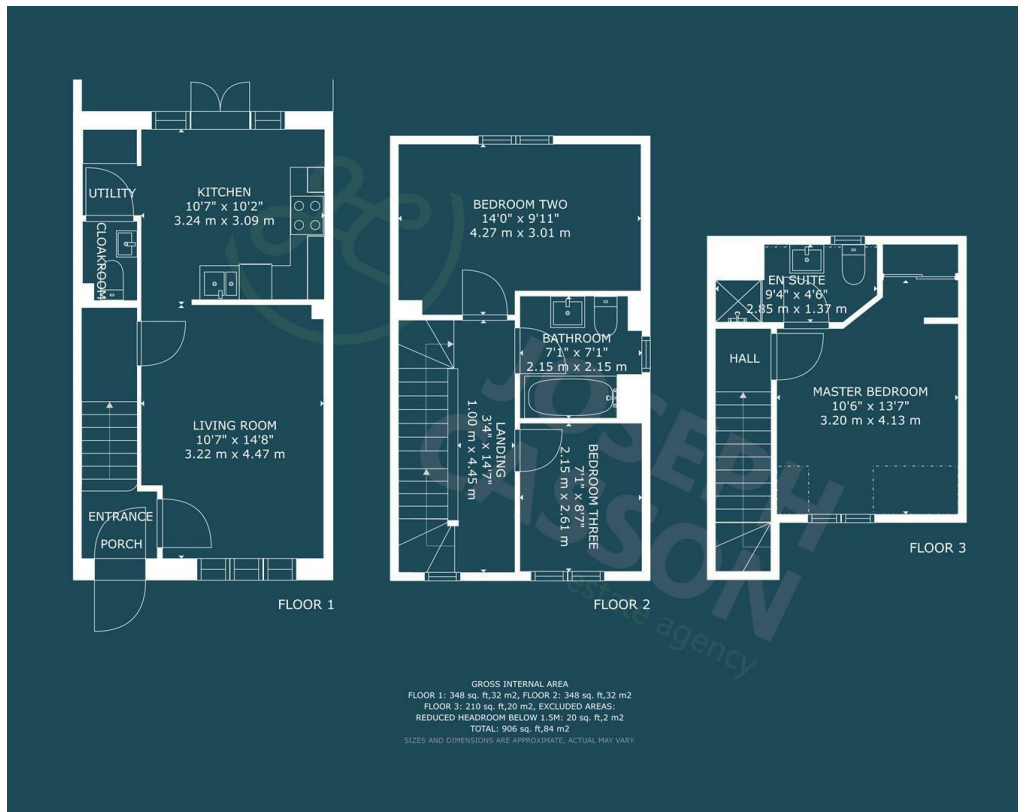 UTILITY
CLOAKROOM
KITCHEN
10'7" x 10'2"
3.24 m x 3.09 m
LIVING ROOM
10'7" x 14'8"
3.22 m x 4.47 m
ENTRANCE
PORCH
FLOOR 1
BEDROOM TWO
14'0" x 9'11"
4.27 m x 3.01 m
BATHROOM
7'1" x 7'1"
2.15 m x 2.15 m
LANDING
3'4" x 14'7"
1.00 m x 4.45 m
BEDROOM THREE
7'1" x 8'7"
2.15 m x 2.61 m
FLOOR 2
EN SUITE
9'4" x 4'6"
2.85 m x 1.37 m
HALL
MASTER BEDROOM
10'6" x 13'7"
3.20 m x 4.13 m
FLOOR 3
JOSEPH
CASSON
estate agency
GROSS INTERNAL AREA
FLOOR 1: 348 sq. ft,32 m2, FLOOR 2: 348 sq. ft,32 m2
FLOOR 3: 210 sq. ft,20 m2, EXCLUDED AREAS:
REDUCED HEADROOM BELOW 1.5M: 20 sq. ft,2 m2
TOTAL: 906 sq. ft,84 m2
SIZES AND DIMENSIONS ARE APPROXIMATE, ACTUAL MAY VARY.